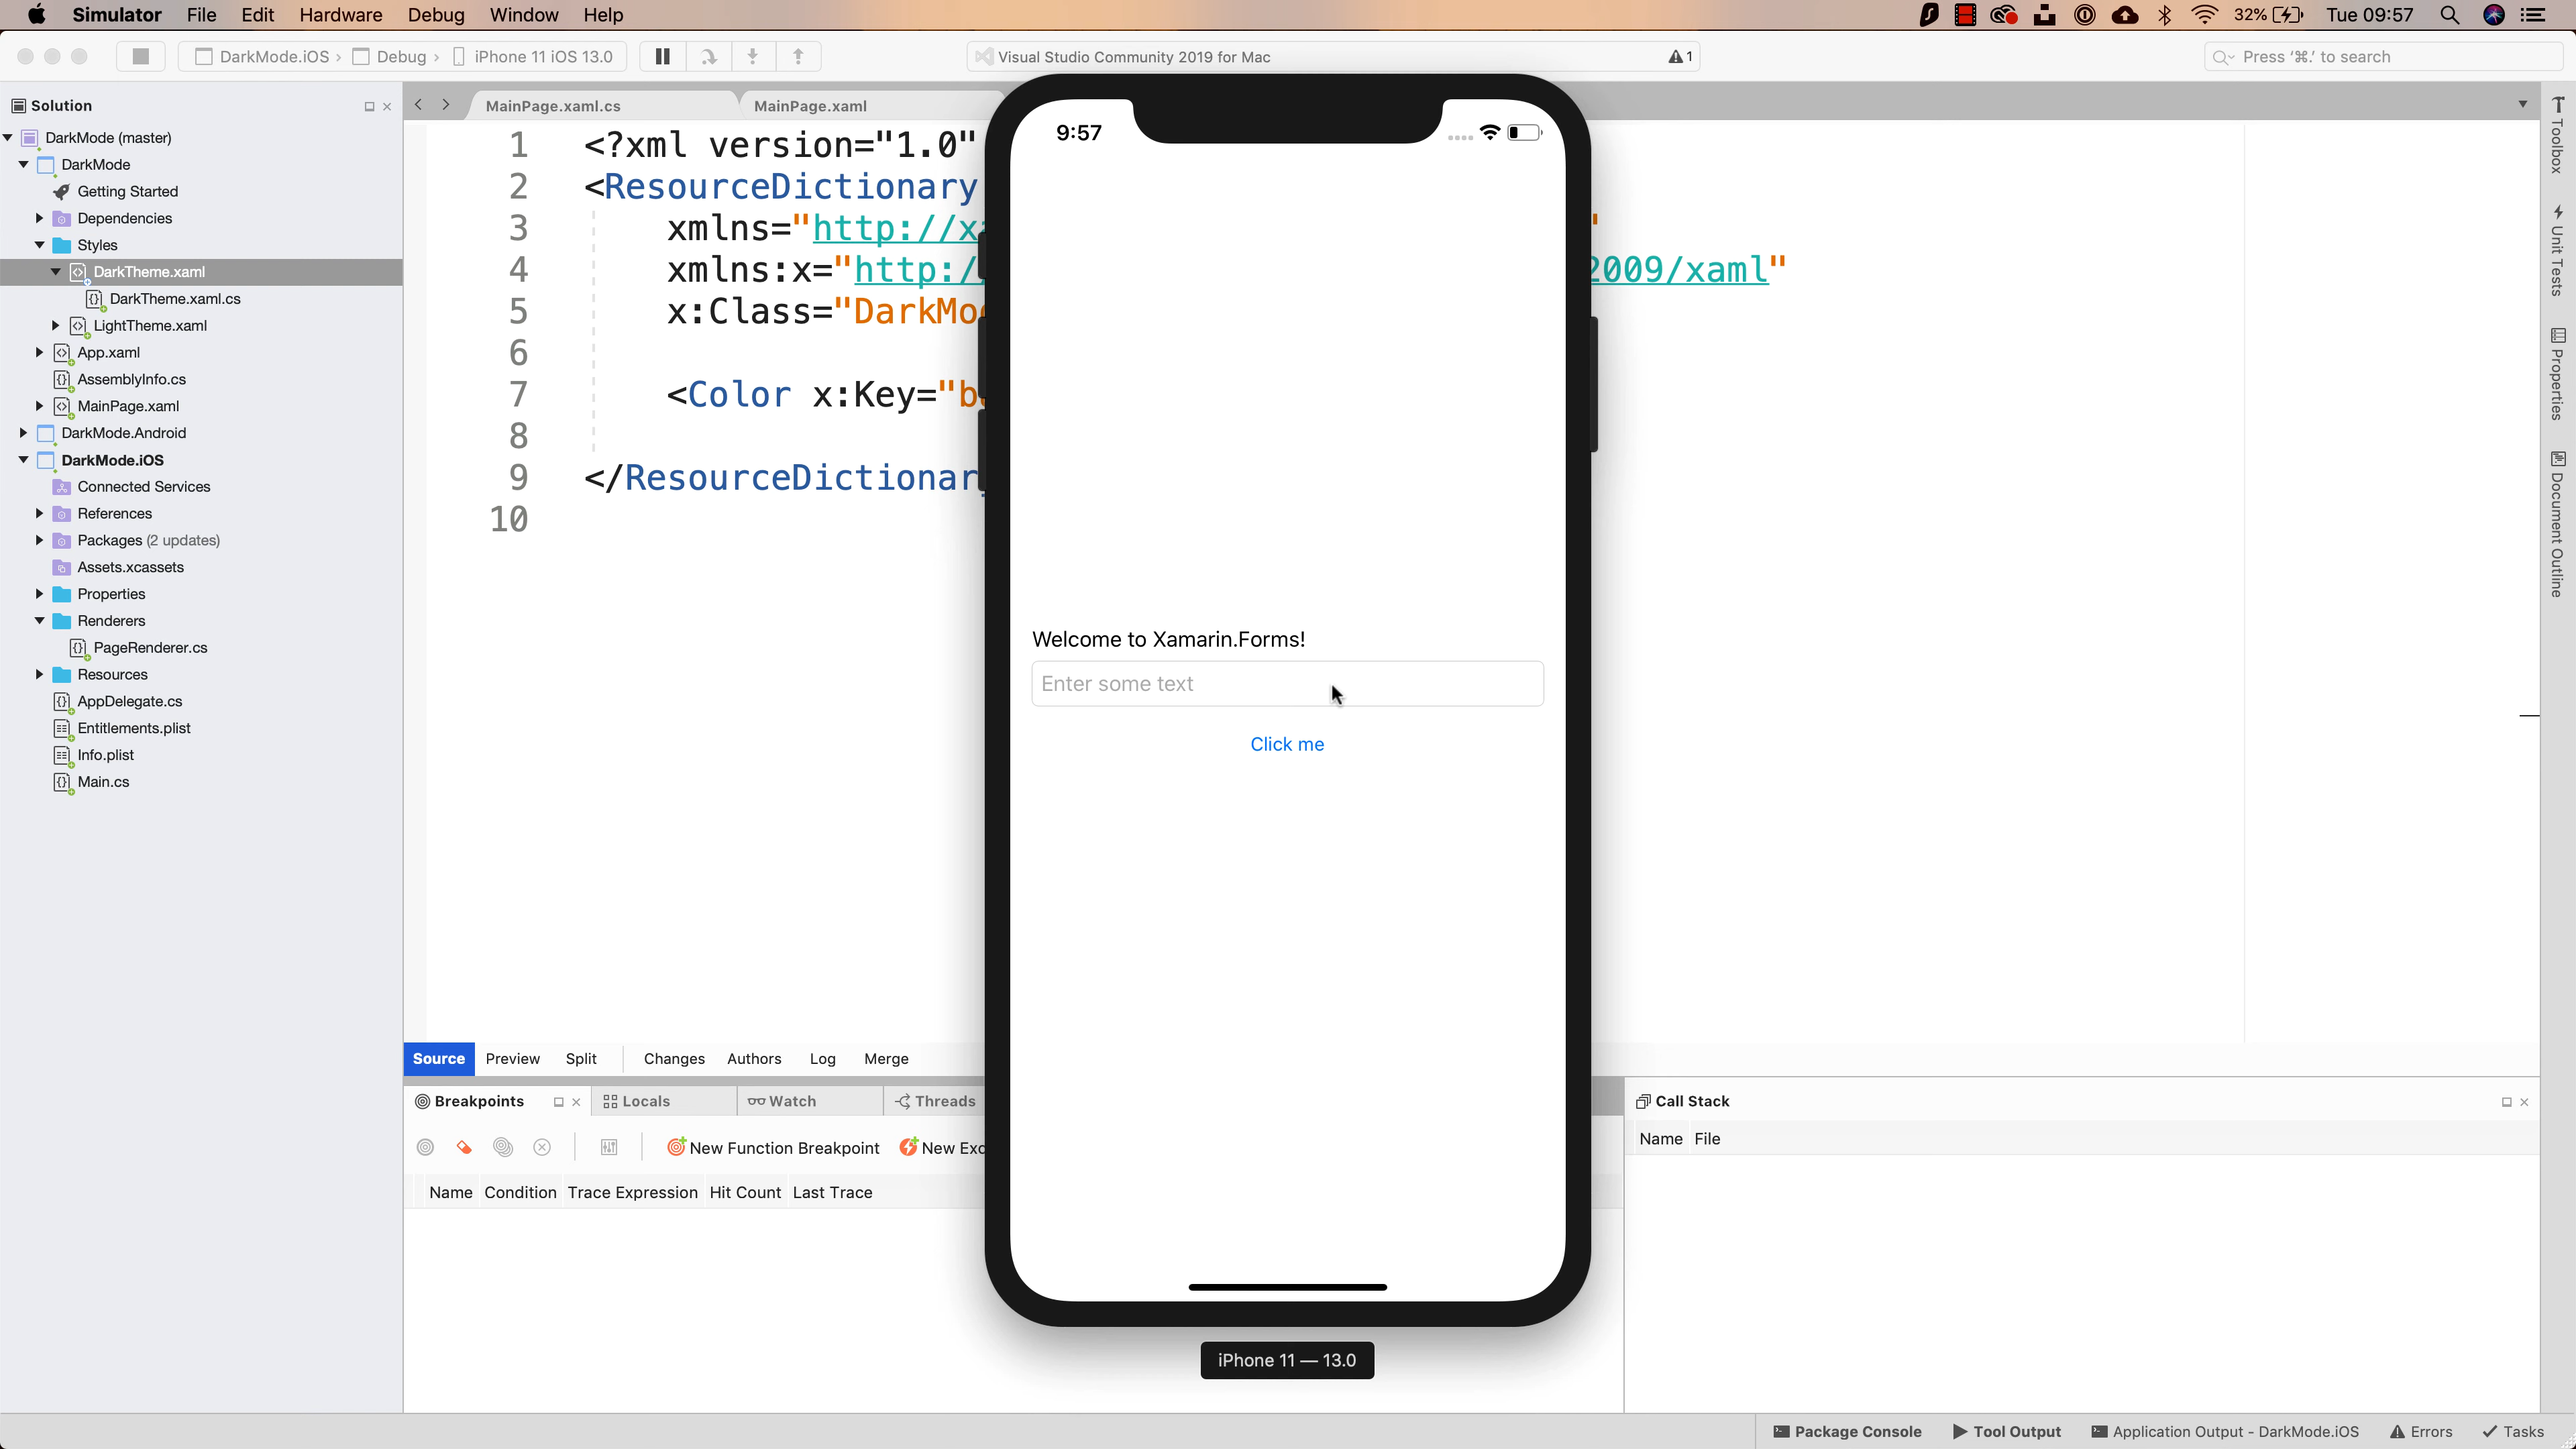 Simulator File Edit Hardware Debug Window Help
32% Tue 09:57
DarkMode.iOS › Debug › iPhone 11 iOS 13.0
Visual Studio Community 2019 for Mac
1
Press ‘⌘.’ to search
Solution
DarkMode (master)
DarkMode
Getting Started
Dependencies
Styles
DarkTheme.xaml
DarkTheme.xaml.cs
LightTheme.xaml
App.xaml
AssemblyInfo.cs
MainPage.xaml
DarkMode.Android
DarkMode.iOS
Connected Services
References
Packages (2 updates)
Assets.xcassets
Properties
Renderers
PageRenderer.cs
Resources
AppDelegate.cs
Entitlements.plist
Info.plist
Main.cs
MainPage.xaml.cs
MainPage.xaml
1 <?xml version="1.0"
2 <ResourceDictionary
3 xmlns="http://x "
4 xmlns:x="http:/ 2009/xaml"
5 x:Class="DarkMo
6
7 <Color x:Key="b
8
9 </ResourceDictionar
10
9:57
Welcome to Xamarin.Forms!
Enter some text
Click me
iPhone 11 — 13.0
Source Preview Split Changes Authors Log Merge
Breakpoints
Locals
Watch
Threads
New Function Breakpoint
New Exc
Name Condition Trace Expression Hit Count Last Trace
Call Stack
Name File
Toolbox
Unit Tests
Properties
Document Outline
Package Console
Tool Output
Application Output - DarkMode.iOS
Errors
Tasks